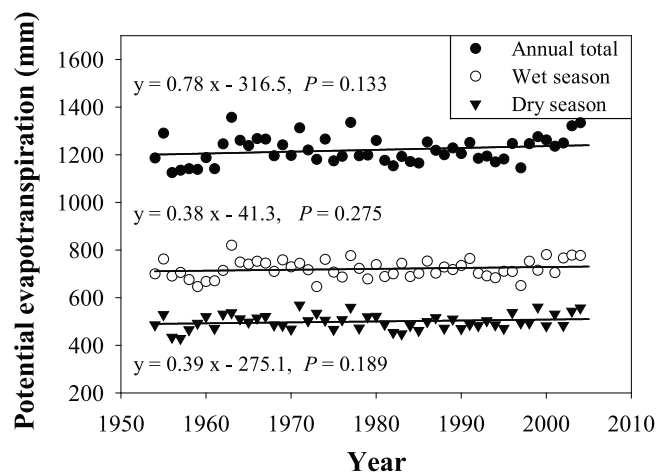 Potential evapotranspiration (mm)
1600
1400
1200
1000
800
600
400
200
Annual total
Wet season
Dry season
y = 0.78 x - 316.5, P = 0.133
y = 0.38 x - 41.3, P = 0.275
y = 0.39 x - 275.1, P = 0.189
1950 1960 1970 1980 1990 2000 2010
Year